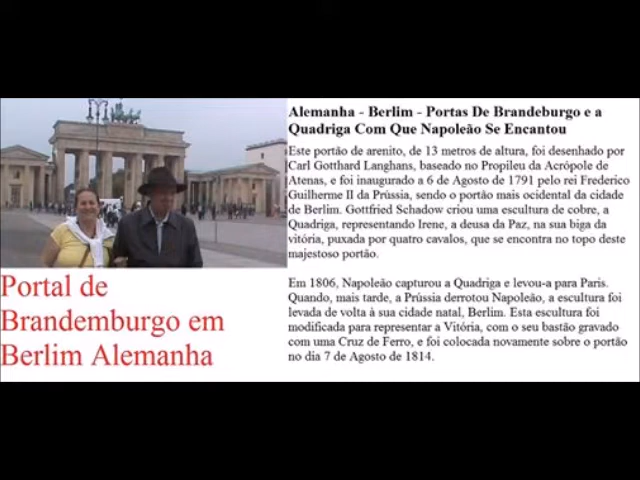 Alemanha - Berlim - Portas De Brandeburgo e a
Quadriga Com Que Napoleão Se Encantou
Este portão de arenito, de 13 metros de altura, foi desenhado por
Carl Gotthard Langhans, baseado no Propileu da Acrópole de
Atenas, e foi inaugurado a 6 de Agosto de 1791 pelo rei Frederico
Guilherme II da Prússia, sendo o portão mais ocidental da cidade
de Berlim. Gottfried Schadow criou uma escultura de cobre, a
Quadriga, representando Irene, a deusa da Paz, na sua biga da
vitória, puxada por quatro cavalos, que se encontra no topo deste
majestoso portão.
Em 1806, Napoleão capturou a Quadriga e levou-a para Paris.
Quando, mais tarde, a Prússia derrotou Napoleão, a escultura foi
levada de volta à sua cidade natal, Berlim. Esta escultura foi
modificada para representar a Vitória, com o seu bastão gravado
com uma Cruz de Ferro, e foi colocada novamente sobre o portão
no dia 7 de Agosto de 1814.
Portal de
Brandemburgo em
Berlim Alemanha